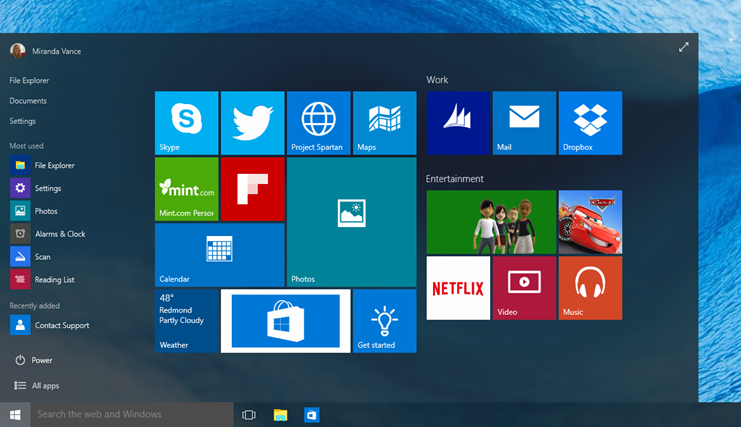 Miranda Vance
File Explorer
Documents
Settings
Most used
File Explorer
Settings
Photos
Alarms & Clock
Scan
Reading List
Recently added
Contact Support
Power
All apps
Skype
Project Spartan
Maps
mint.com
Mint.com Person
Calendar
Photos
48°
Redmond
Partly Cloudy
Weather
Get started
Work
Mail
Dropbox
Entertainment
CARS
NETFLIX
Video
Music
Search the web and Windows